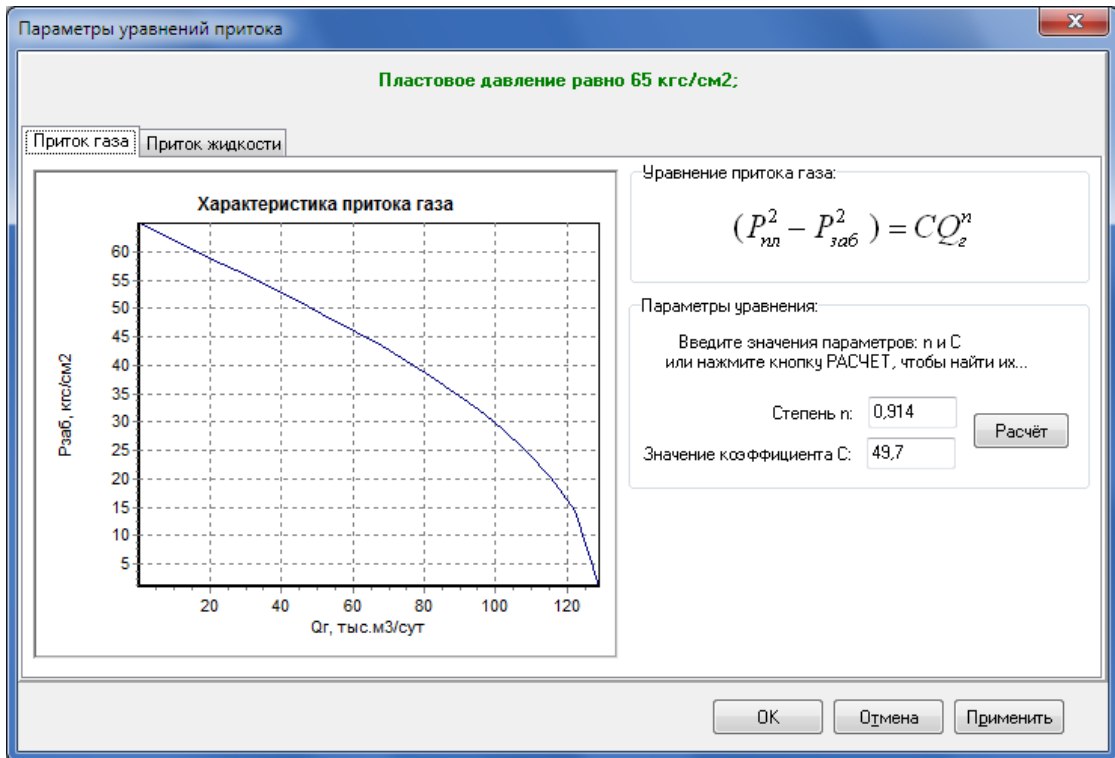 Параметры уравнений притока
Пластовое давление равно 65 кгс/см2;
Приток газа Приток жидкости
Характеристика притока газа
60
55
50
45
40
35
30
25
20
15
10
5
Pзаб, кгс/см2
20 40 60 80 100 120
Qг, тыс.м3/сут
Уравнение притока газа:
(P²пл − P²заб ) = CQⁿг
Параметры уравнения:
Введите значения параметров: n и C
или нажмите кнопку РАСЧЕТ, чтобы найти их...
Степень n: 0,914
Расчёт
Значение коэффициента C: 49,7
OK Отмена Применить